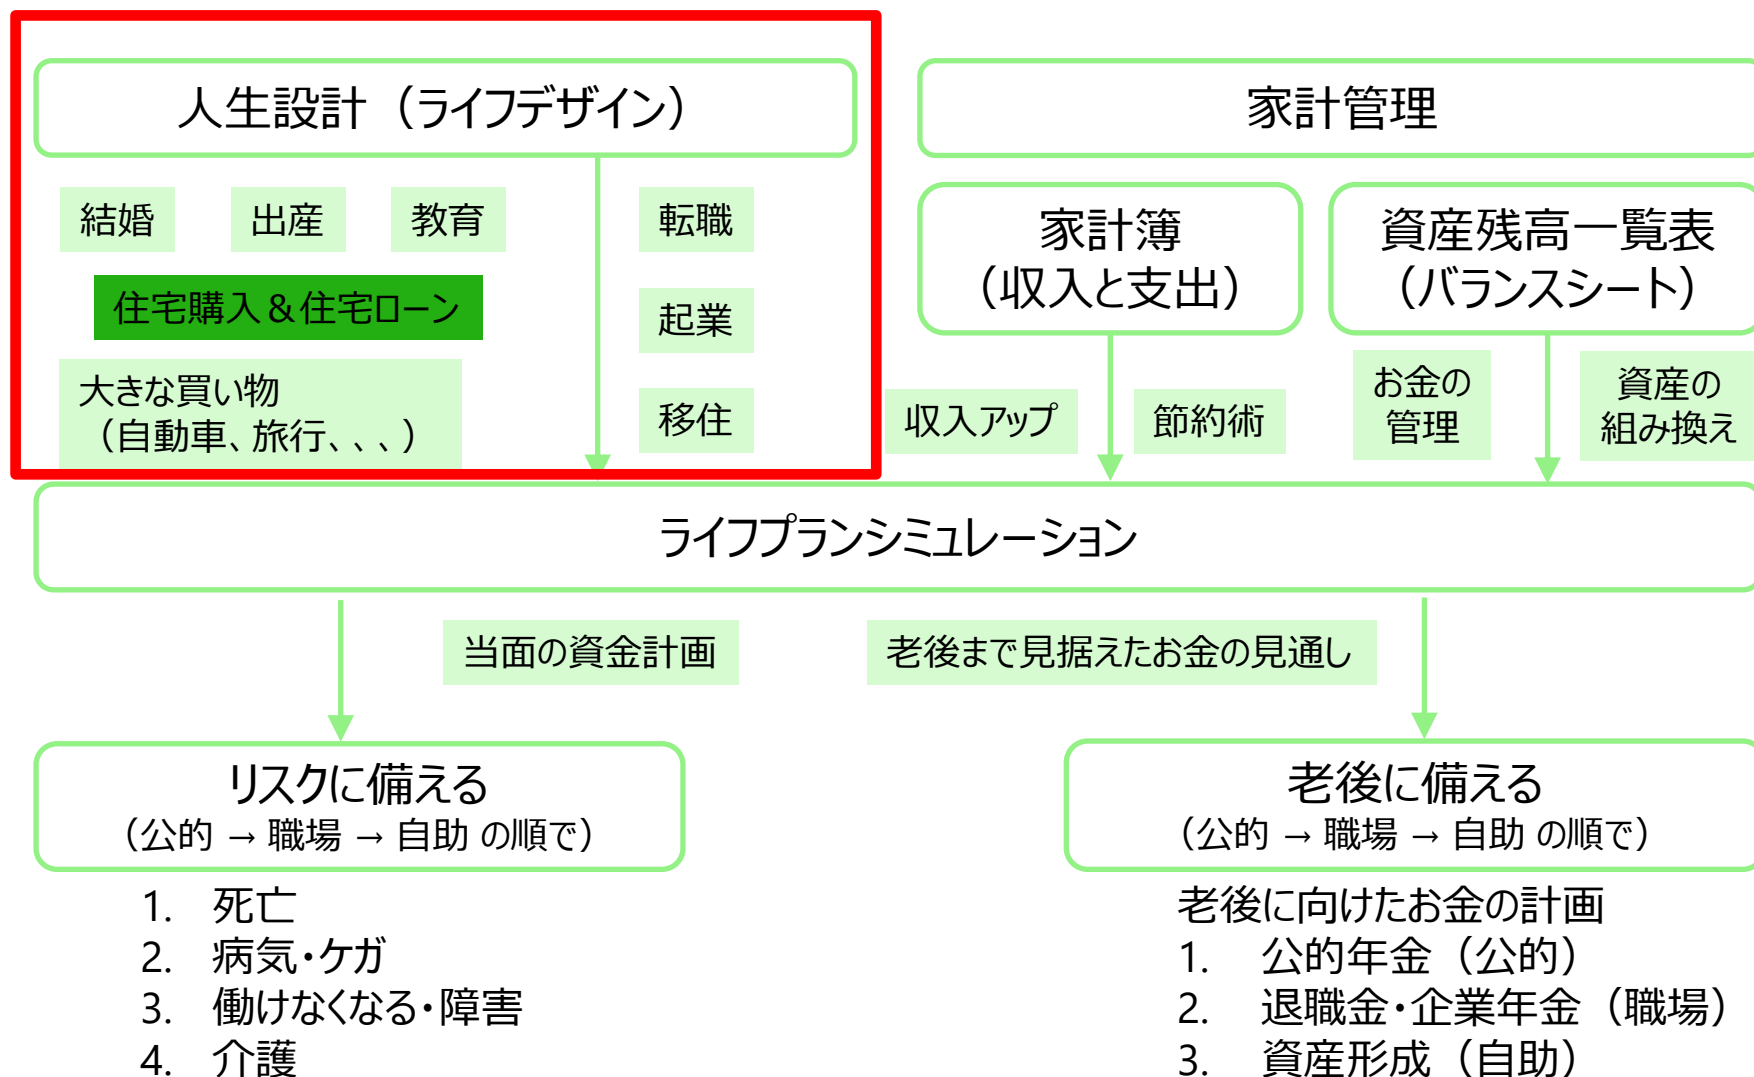 人生設計（ライフデザイン）
結婚
出産
教育
転職
住宅購入＆住宅ローン
起業
大きな買い物
（自動車、旅行、、、）
移住
家計管理
家計簿
（収入と支出）
資産残高一覧表
（バランスシート）
収入アップ
節約術
お金の
管理
資産の
組み換え
ライフプランシミュレーション
当面の資金計画
老後まで見据えたお金の見通し
リスクに備える
（公的 → 職場 → 自助 の順で）
1. 死亡
2. 病気・ケガ
3. 働けなくなる・障害
4. 介護
老後に備える
（公的 → 職場 → 自助 の順で）
老後に向けたお金の計画
1. 公的年金（公的）
2. 退職金・企業年金（職場）
3. 資産形成（自助）